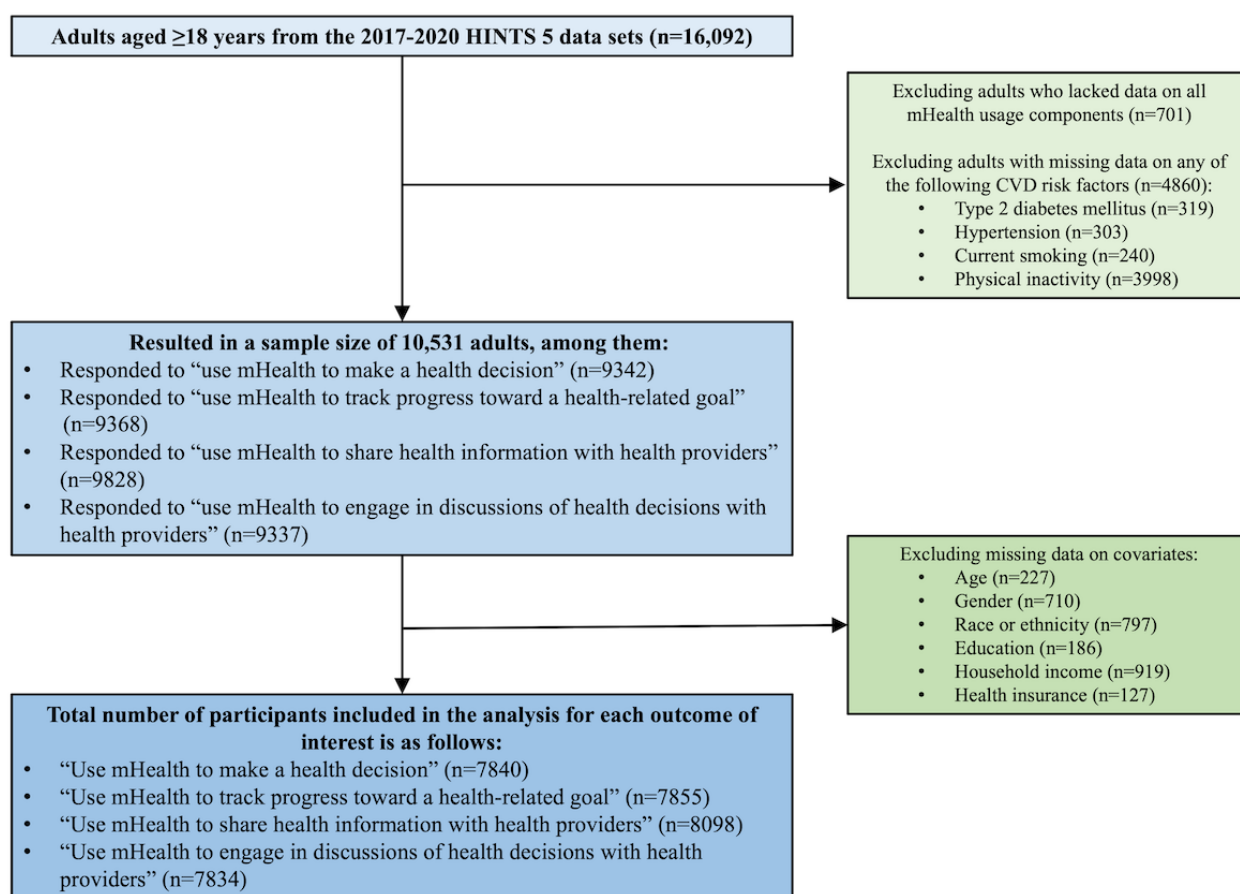 Adults aged ≥18 years from the 2017-2020 HINTS 5 data sets (n=16,092)
Excluding adults who lacked data on all
mHealth usage components (n=701)
Excluding adults with missing data on any of
the following CVD risk factors (n=4860):
• Type 2 diabetes mellitus (n=319)
• Hypertension (n=303)
• Current smoking (n=240)
• Physical inactivity (n=3998)
Resulted in a sample size of 10,531 adults, among them:
• Responded to “use mHealth to make a health decision” (n=9342)
• Responded to “use mHealth to track progress toward a health-related goal”
(n=9368)
• Responded to “use mHealth to share health information with health providers”
(n=9828)
• Responded to “use mHealth to engage in discussions of health decisions with
health providers” (n=9337)
Excluding missing data on covariates:
• Age (n=227)
• Gender (n=710)
• Race or ethnicity (n=797)
• Education (n=186)
• Household income (n=919)
• Health insurance (n=127)
Total number of participants included in the analysis for each outcome of
interest is as follows:
• “Use mHealth to make a health decision” (n=7840)
• “Use mHealth to track progress toward a health-related goal” (n=7855)
• “Use mHealth to share health information with health providers” (n=8098)
• “Use mHealth to engage in discussions of health decisions with health
providers” (n=7834)